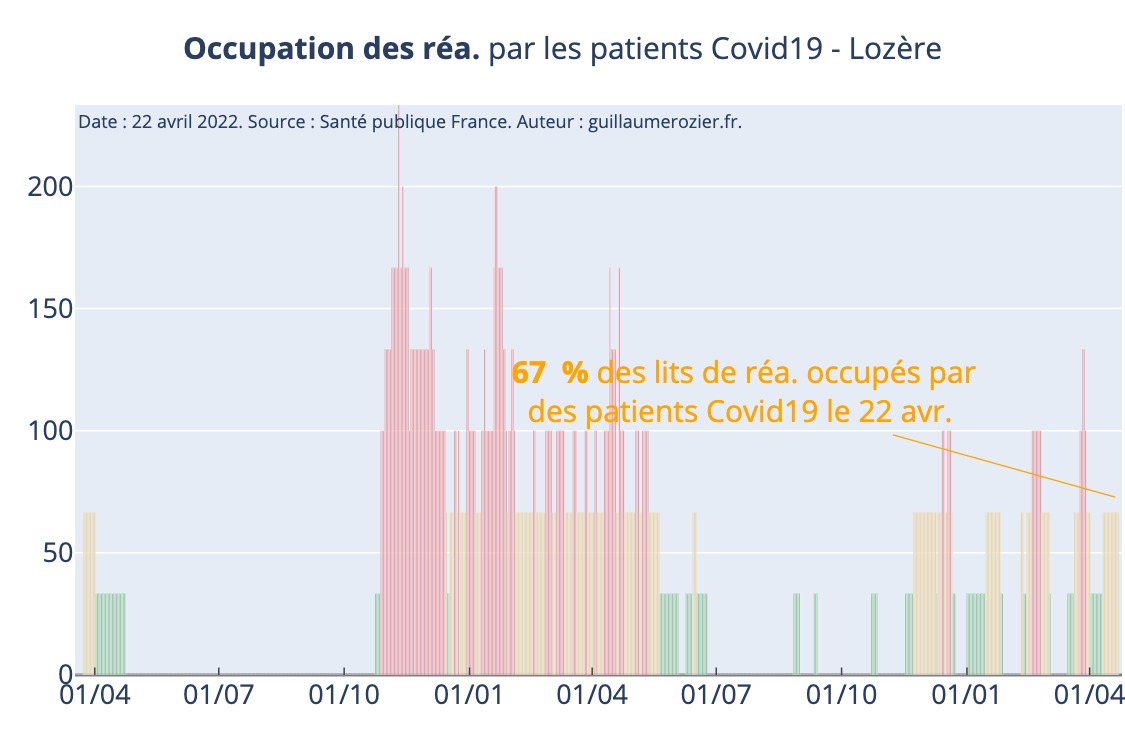 Occupation des réa. par les patients Covid19 - Lozère
Date : 22 avril 2022. Source : Santé publique France. Auteur : guillaumerozier.fr.
200
150
67  % des lits de réa. occupés par
des patients Covid19 le 22 avr.
100
50
0
01/04 01/07 01/10 01/01 01/04 01/07 01/10 01/01 01/04